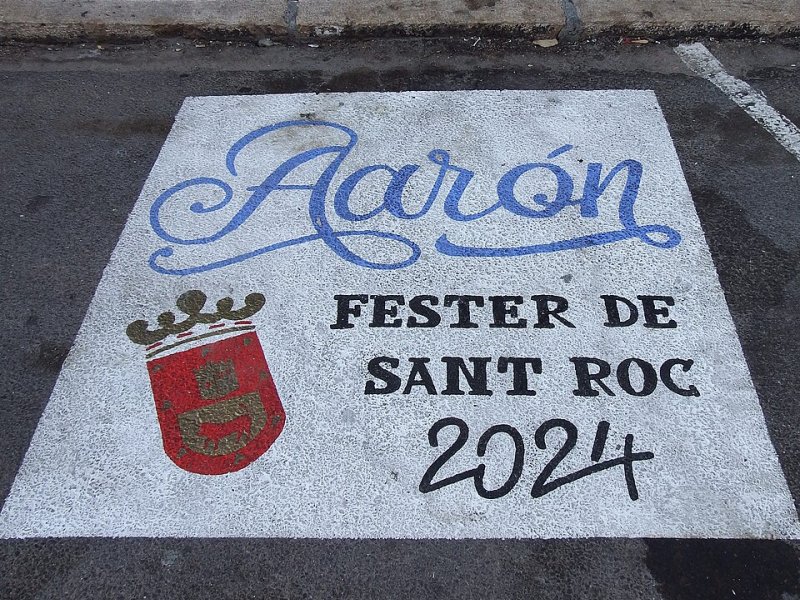 Aarón
FESTER DE
SANT ROC
2024